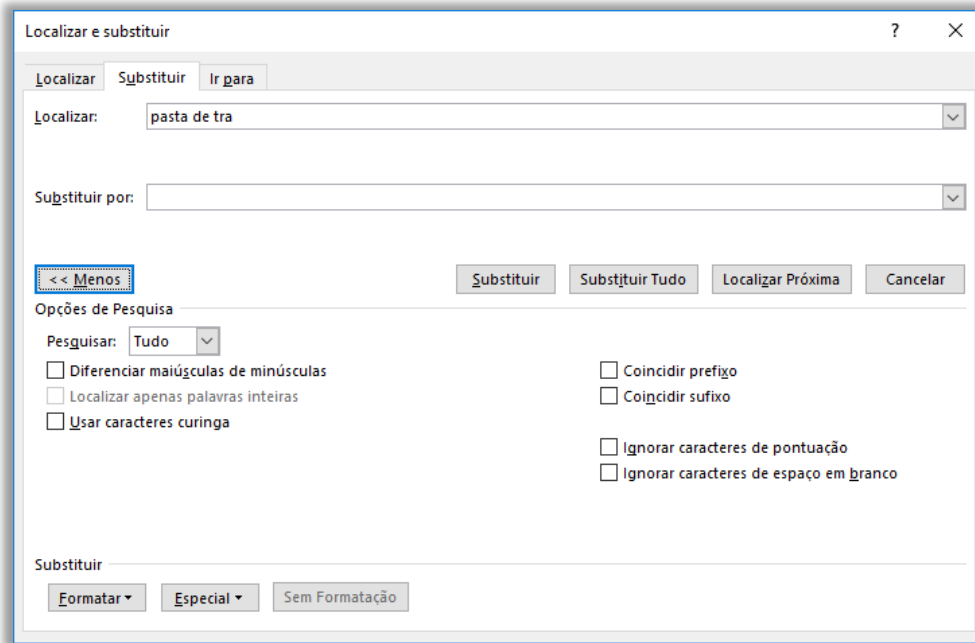 Localizar e substituir ?
Localizar Substituir Ir para
Localizar: pasta de tra
Substituir por:
<< Menos Substituir Substituir Tudo Localizar Próxima Cancelar
Opções de Pesquisa
Pesquisar: Tudo
Diferenciar maiúsculas de minúsculas Coincidir prefixo
Localizar apenas palavras inteiras Coincidir sufixo
Usar caracteres curinga
Ignorar caracteres de pontuação
Ignorar caracteres de espaço em branco
Substituir
Formatar Especial Sem Formatação